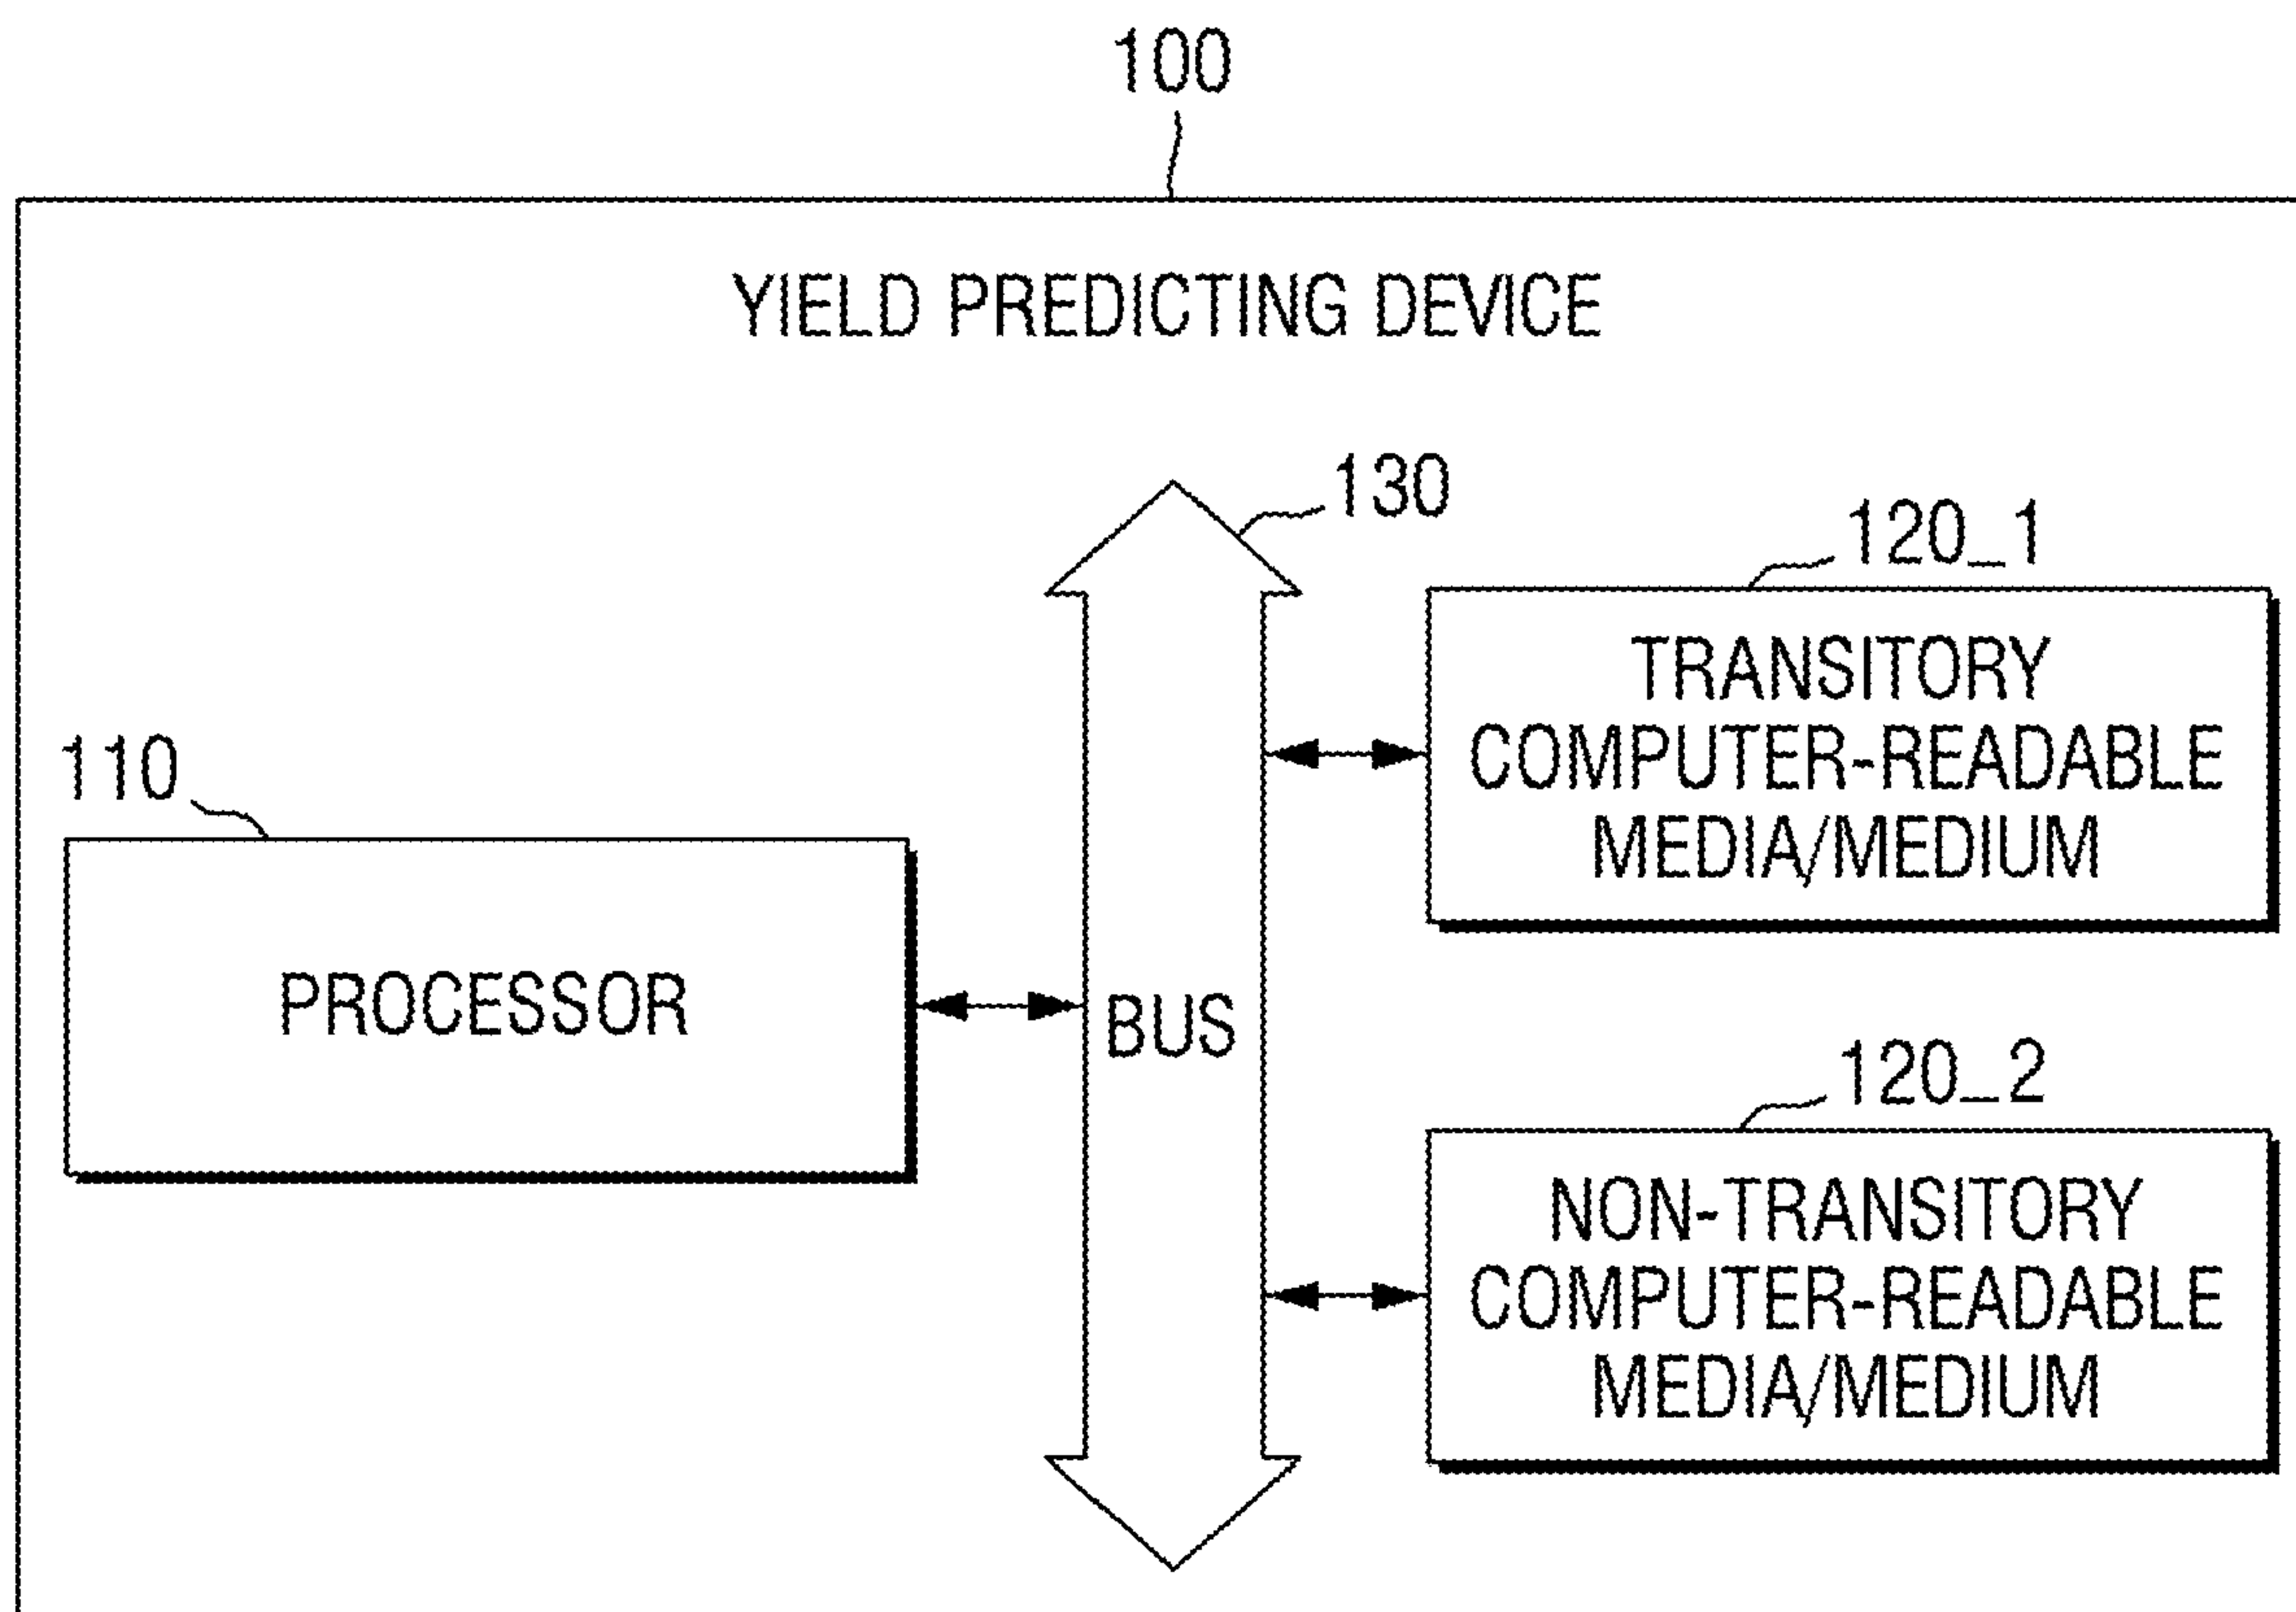 100
YIELD PREDICTING DEVICE
130
120_1
TRANSITORY
COMPUTER-READABLE
MEDIA/MEDIUM
110
PROCESSOR
BUS
120_2
NON-TRANSITORY
COMPUTER-READABLE
MEDIA/MEDIUM